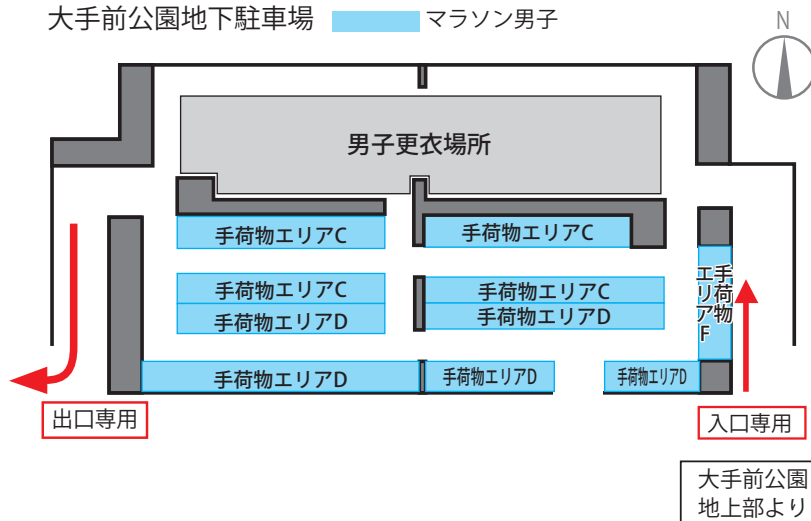 大手前公園地下駐車場 マラソン男子
N
男子更衣場所
手荷物エリアC
手荷物エリアC
手荷物エリアC
手荷物エリアD
手荷物エリアC
手荷物エリアD
手荷物
エリアF
手荷物エリアD
手荷物エリアD
手荷物エリアD
出口専用
入口専用
大手前公園
地上部より